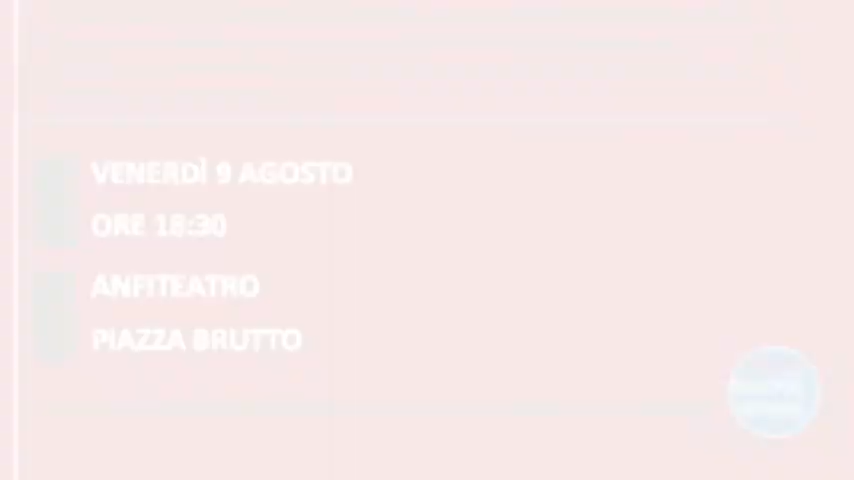 VENERDÌ 9 AGOSTO
ORE 18:30
ANFITEATRO
PIAZZA BRUTTO